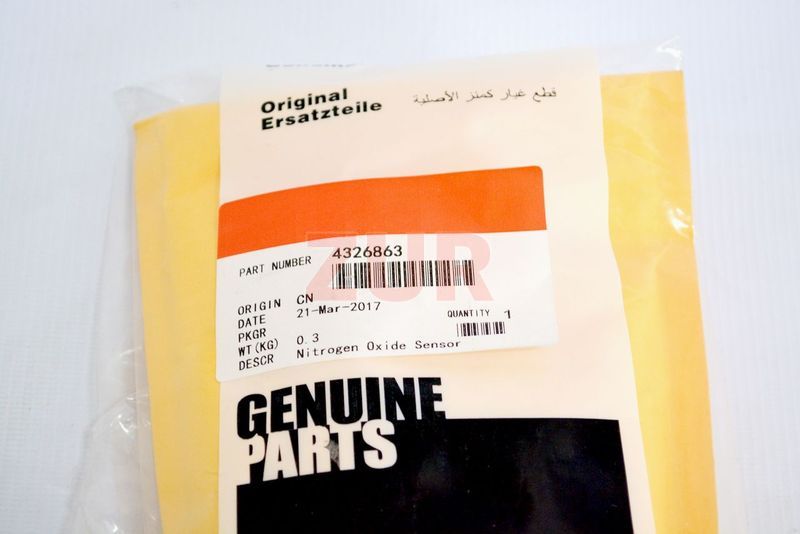 Original
Ersatzteile
قطع غيار كمنز الأصلية
PART NUMBER 4326863
ORIGIN CN
DATE 21-Mar-2017
PKGR
WT(KG) 0.3
DESCR Nitrogen Oxide Sensor
QUANTITY 1
ZUR
GENUINE
PARTS